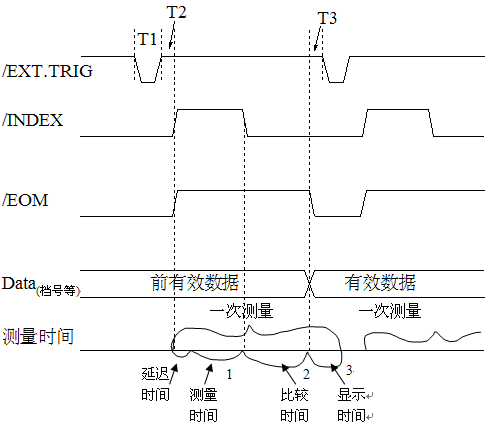 T2
T3
T1
/EXT.TRIG
/INDEX
/EOM
Data(档号等) 前有效数据 有效数据
一次测量 一次测量
测量时间
延迟时间
测量时间
1
比较时间
2
3
显示时间